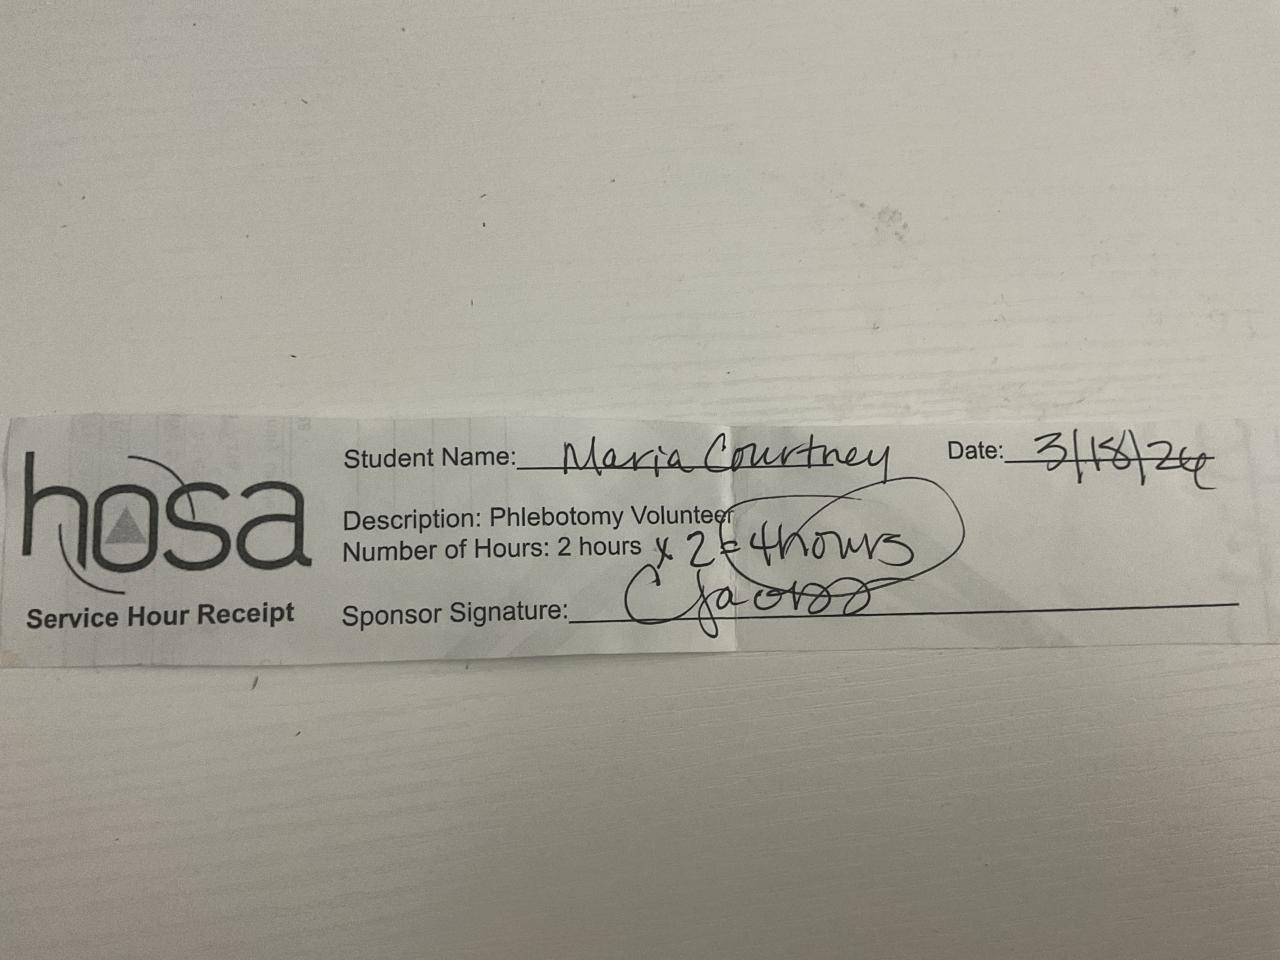 hosa
Service Hour Receipt
Student Name: Maria Courtney Date: 3/18/24
Description: Phlebotomy Volunteer
Number of Hours: 2 hours x 2 = 4 hours
Sponsor Signature: